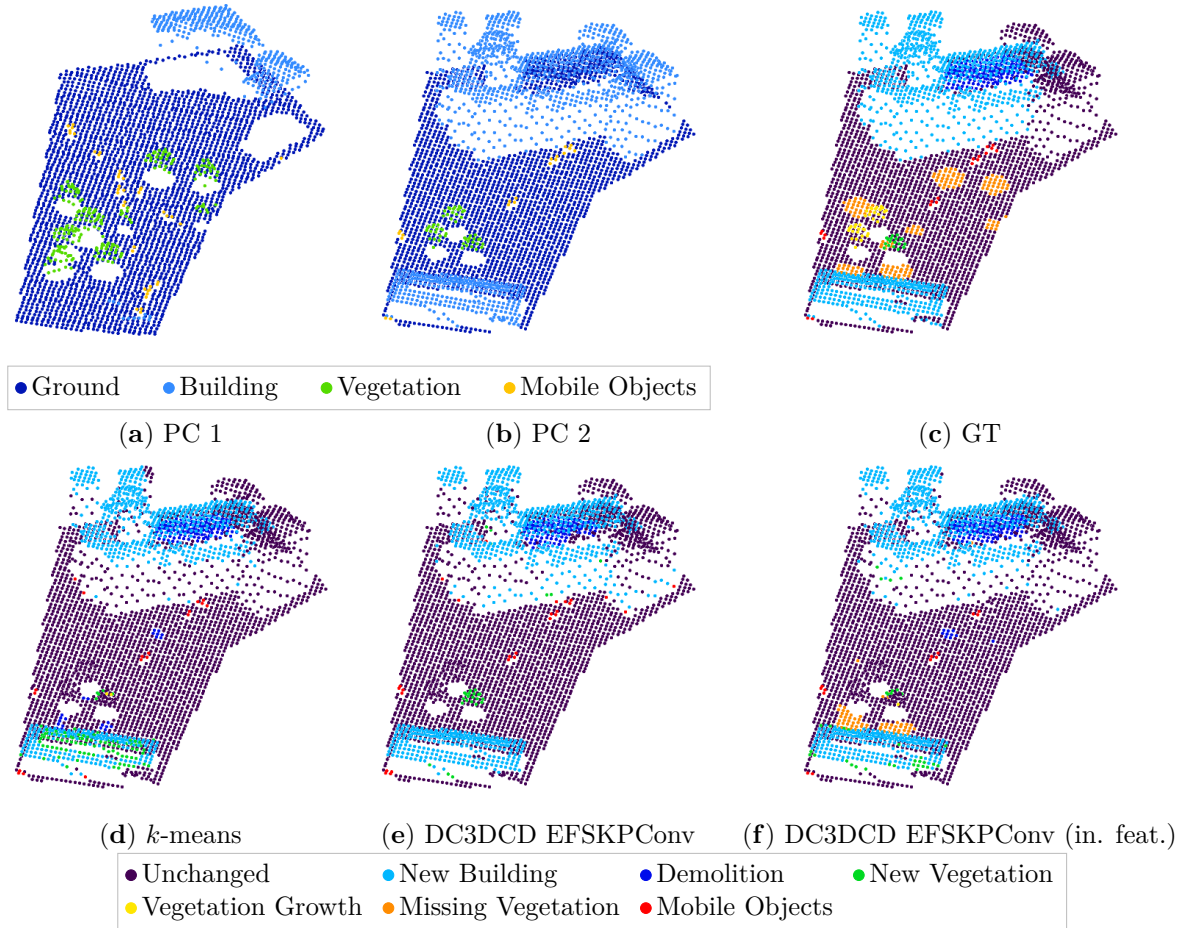 Ground Building Vegetation Mobile Objects
(a) PC 1 (b) PC 2 (c) GT
(d) k-means (e) DC3DCD EFSKPConv (f) DC3DCD EFSKPConv (in. feat.)
Unchanged New Building Demolition New Vegetation
Vegetation Growth Missing Vegetation Mobile Objects